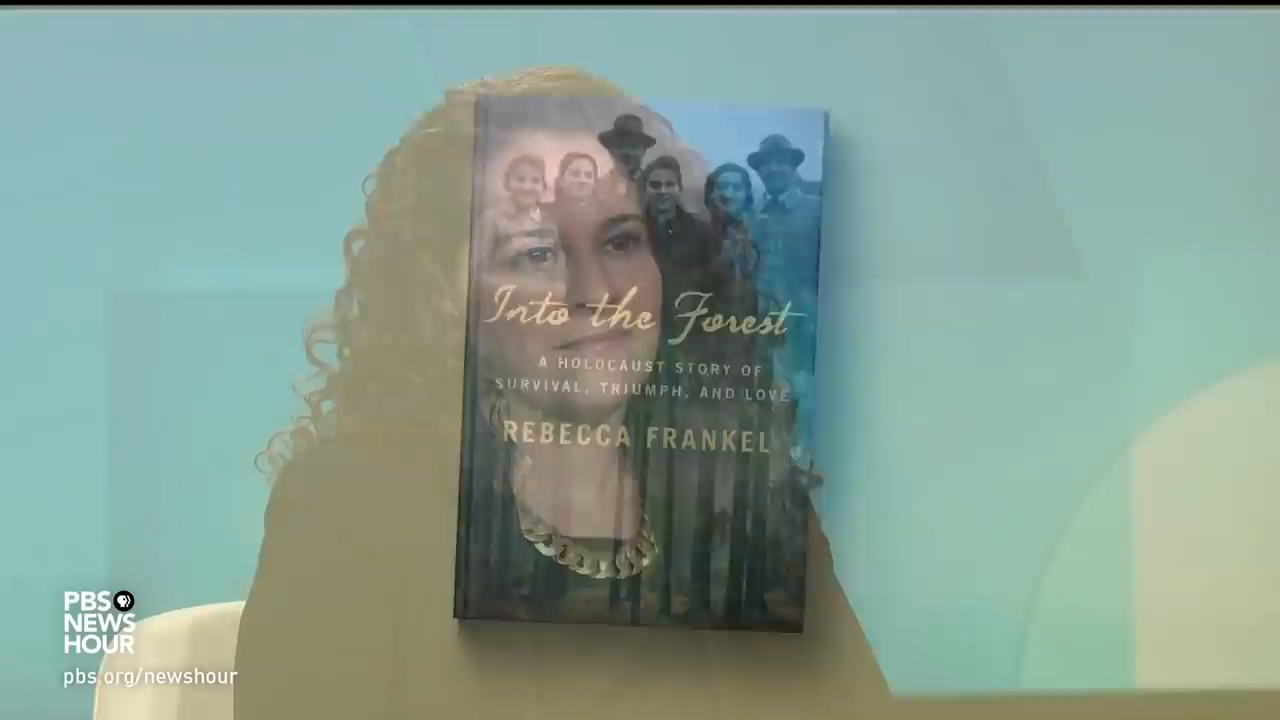 Into the Forest
A HOLOCAUST STORY OF
SURVIVAL, TRIUMPH, AND LOVE
REBECCA FRANKEL
PBS
NEWS
HOUR
pbs.org/newshour